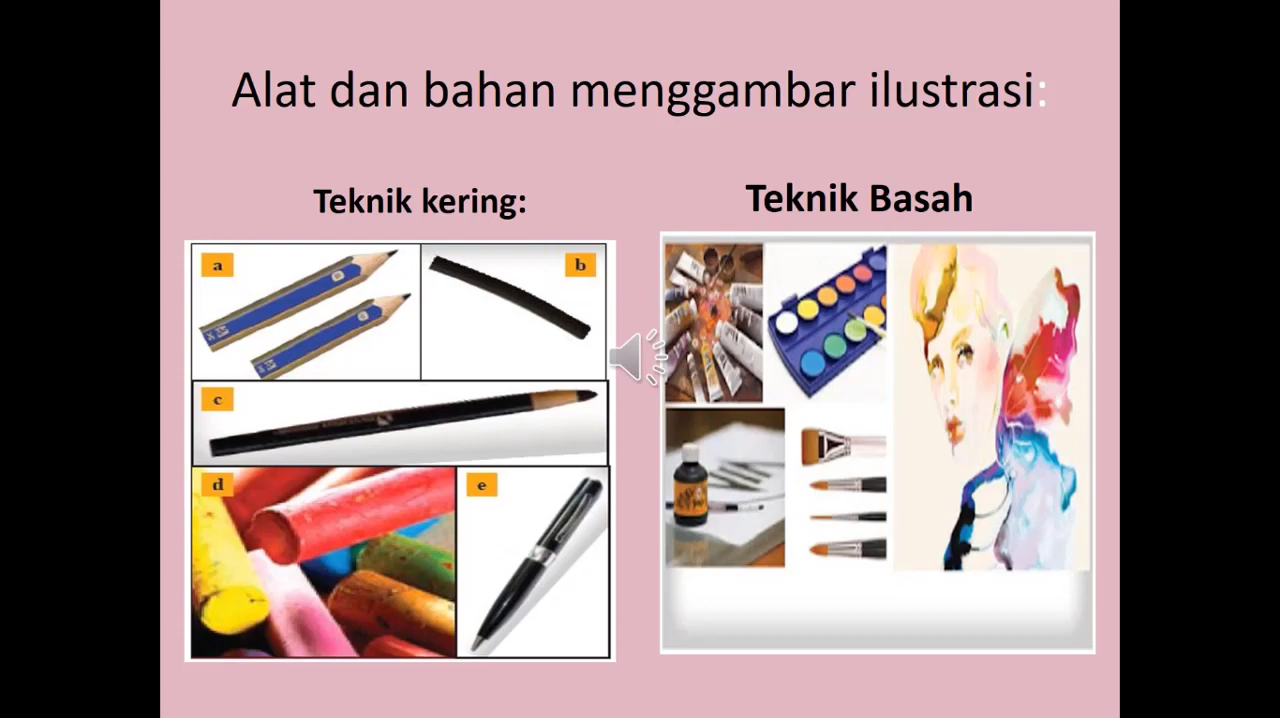 Alat dan bahan menggambar ilustrasi:
Teknik kering:
Teknik Basah
a
b
c
d
e